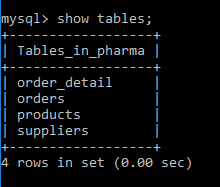 mysql> show tables;
+------------------+
| Tables_in_pharma |
+------------------+
| order_detail     |
| orders           |
| products         |
| suppliers        |
+------------------+
4 rows in set (0.00 sec)